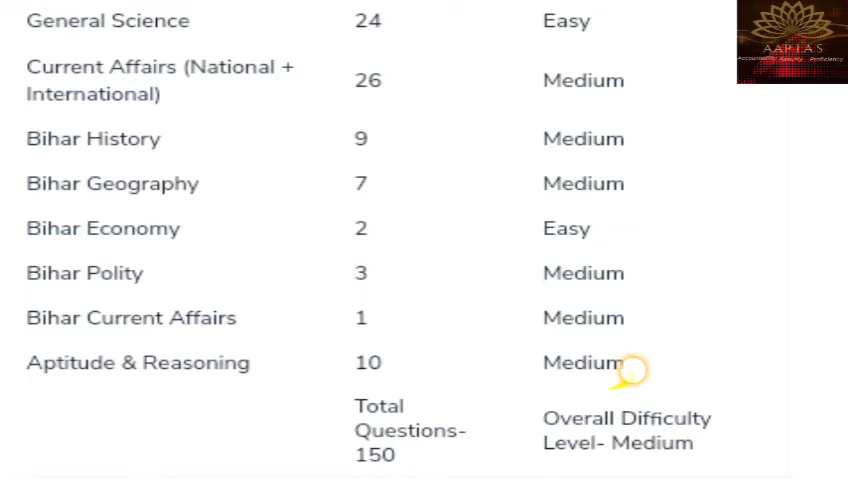 General Science 24 Easy
AAPIAS
Current Affairs (National + 
International) 26 Medium
Bihar History 9 Medium
Bihar Geography 7 Medium
Bihar Economy 2 Easy
Bihar Polity 3 Medium
Bihar Current Affairs 1 Medium
Aptitude & Reasoning 10 Medium
Total
Questions-
150
Overall Difficulty
Level- Medium